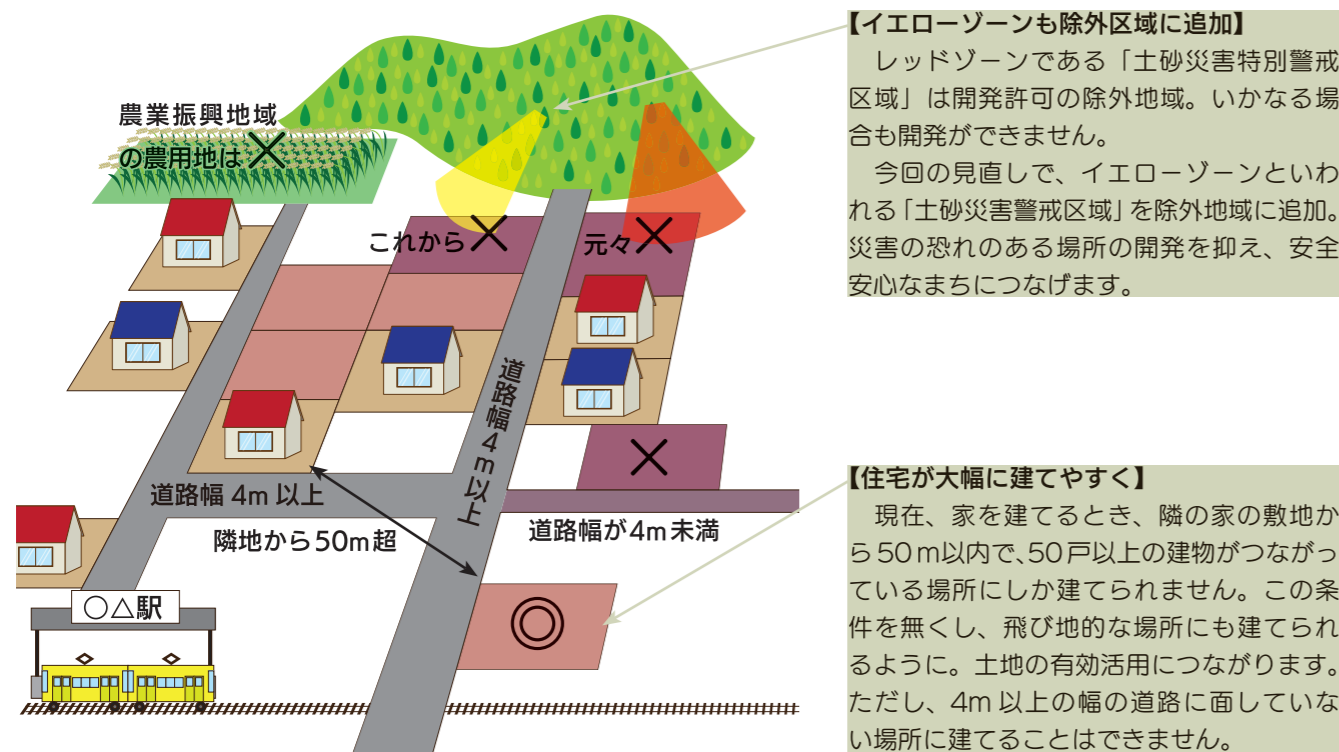 農業振興地域
の農用地は×
これから×
元々×
道路幅4m以上
道路幅 4m 以上
隣地から50m超
道路幅が4m未満
○△駅
【イエローゾーンも除外区域に追加】
　レッドゾーンである「土砂災害特別警戒
区域」は開発許可の除外地域。いかなる場
合も開発ができません。
　今回の見直しで、イエローゾーンといわ
れる「土砂災害警戒区域」を除外地域に追加。
災害の恐れのある場所の開発を抑え、安全
安心なまちにつなげます。
【住宅が大幅に建てやすく】
　現在、家を建てるとき、隣の家の敷地か
ら50m以内で、50戸以上の建物がつながっ
ている場所にしか建てられません。この条
件を無くし、飛び地的な場所にも建てられ
るように。土地の有効活用につながります。
ただし、4m 以上の幅の道路に面していな
い場所に建てることはできません。
×
◎